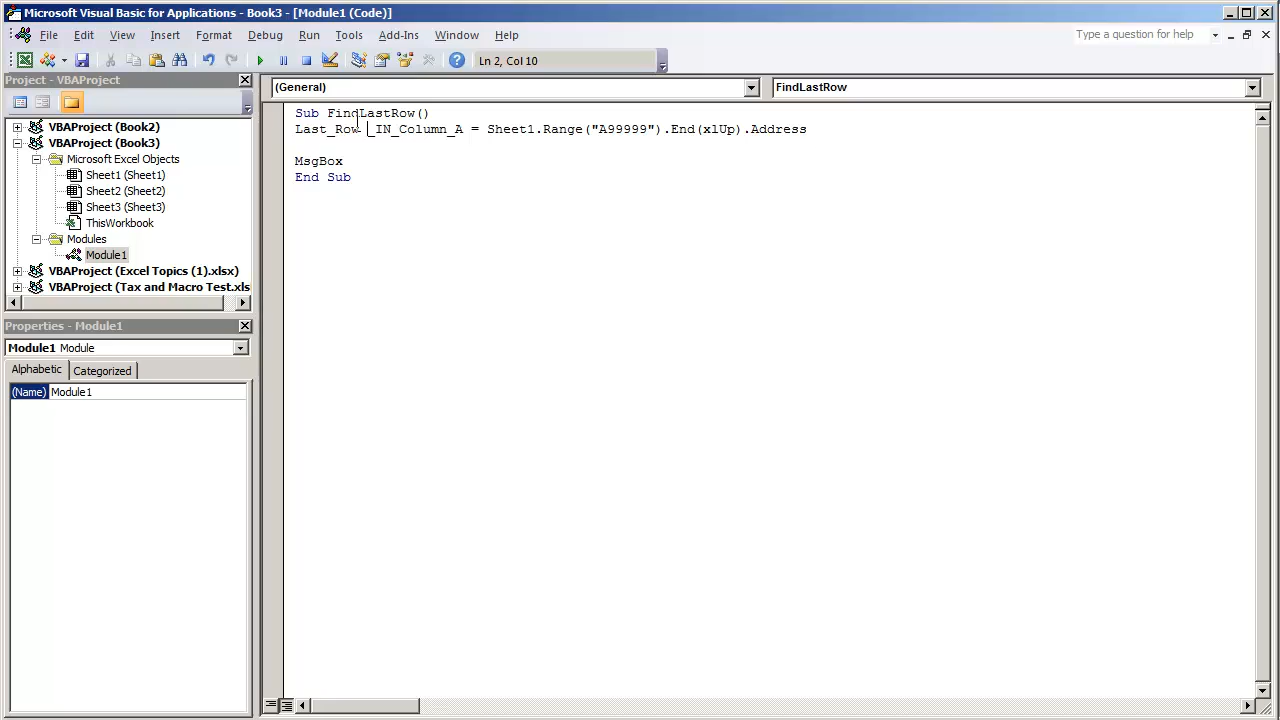 Microsoft Visual Basic for Applications - Book3 - [Module1 (Code)]
File Edit View Insert Format Debug Run Tools Add-Ins Window Help
Type a question for help
Ln 2, Col 10
Project - VBAProject
(General)
FindLastRow
VBAProject (Book2)
VBAProject (Book3)
Microsoft Excel Objects
Sheet1 (Sheet1)
Sheet2 (Sheet2)
Sheet3 (Sheet3)
ThisWorkbook
Modules
Module1
VBAProject (Excel Topics (1).xlsx)
VBAProject (Tax and Macro Test.xls
Properties - Module1
Module1 Module
Alphabetic Categorized
(Name) Module1
Sub FindLastRow()
Last_Row _IN_Column_A = Sheet1.Range("A99999").End(xlUp).Address
MsgBox
End Sub